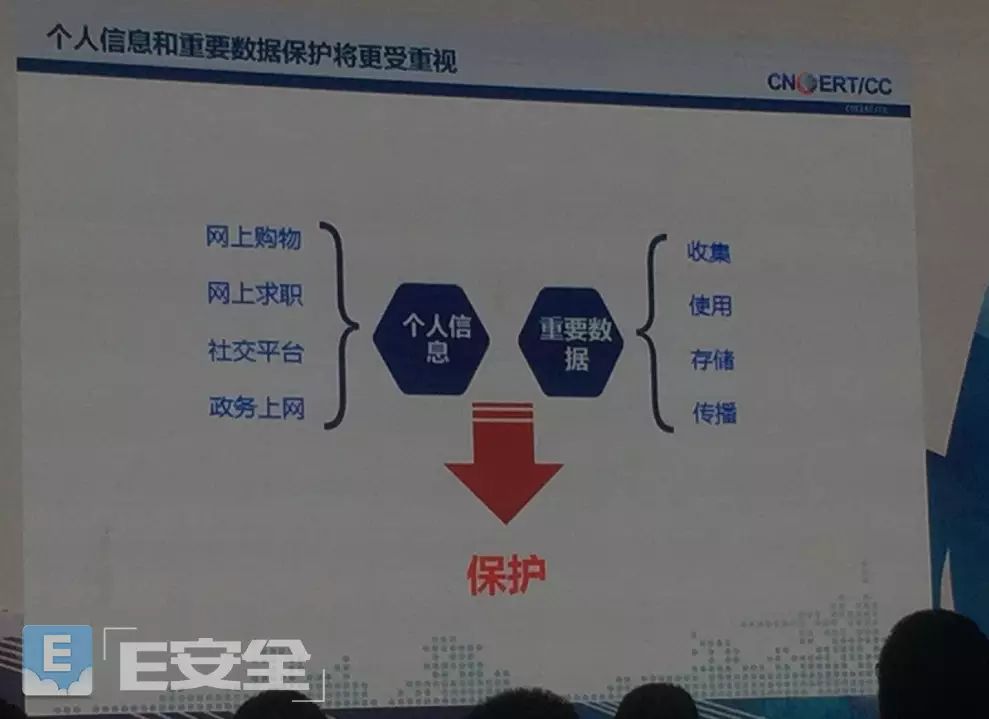 个人信息和重要数据保护将更受重视
CNCERT/CC
网上购物
网上求职
社交平台
政务上网
个人信
息
重要数
据
收集
使用
存储
传播
保护
E
E安全